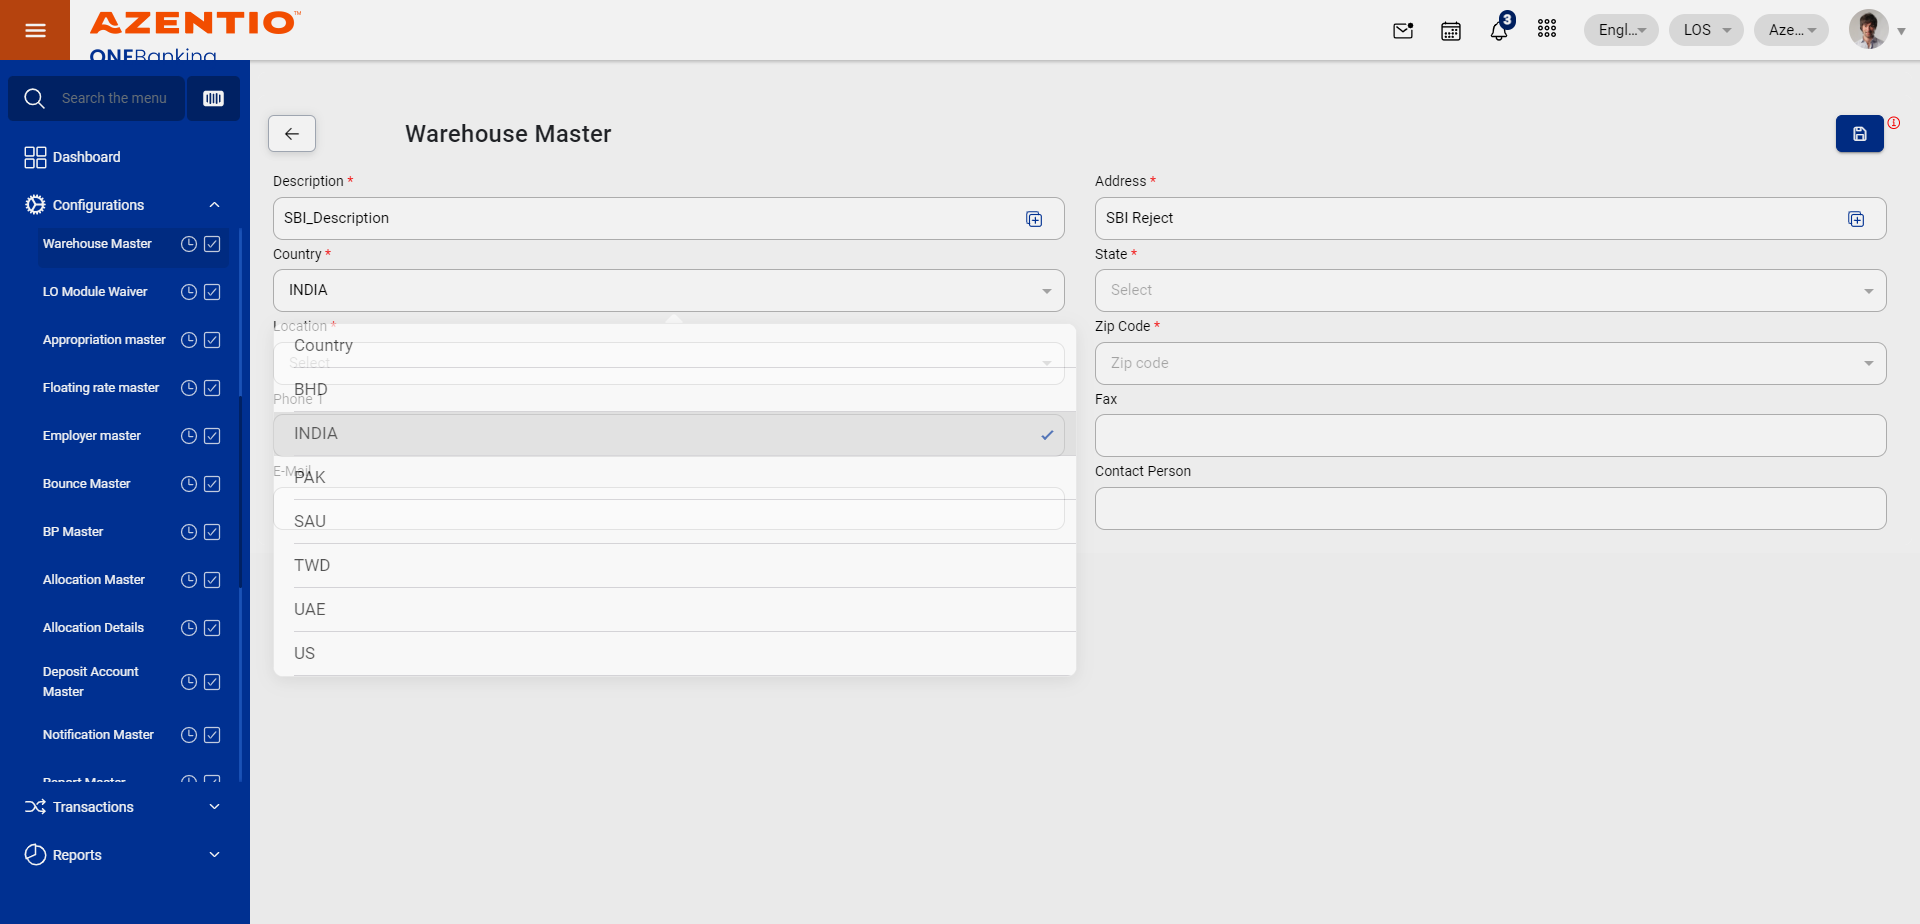 AZENTIO™
ONEBanking
3
Engl...
LOS
Aze...
Search the menu
Dashboard
Configurations
Warehouse Master
LO Module Waiver
Appropriation master
Floating rate master
Employer master
Bounce Master
BP Master
Allocation Master
Allocation Details
Deposit Account
Master
Notification Master
Report Master
Transactions
Reports
Warehouse Master
Description *
Address *
SBI_Description
SBI Reject
Country *
State *
INDIA
Select
Location *
Zip Code *
Select
Zip code
Phone 1
Fax
E-Mail
Contact Person
Country
BHD
INDIA
PAK
SAU
TWD
UAE
US